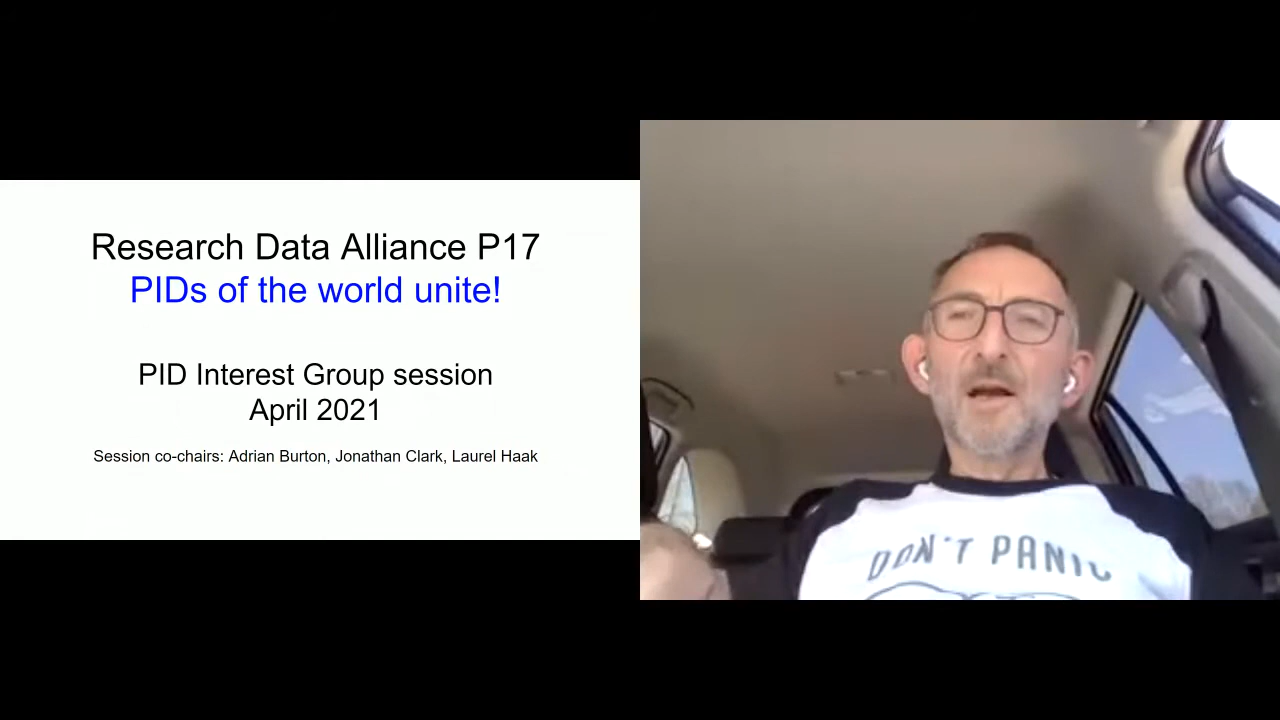 Research Data Alliance P17
PIDs of the world unite!
PID Interest Group session
April 2021
Session co-chairs: Adrian Burton, Jonathan Clark, Laurel Haak
DON'T PANIC